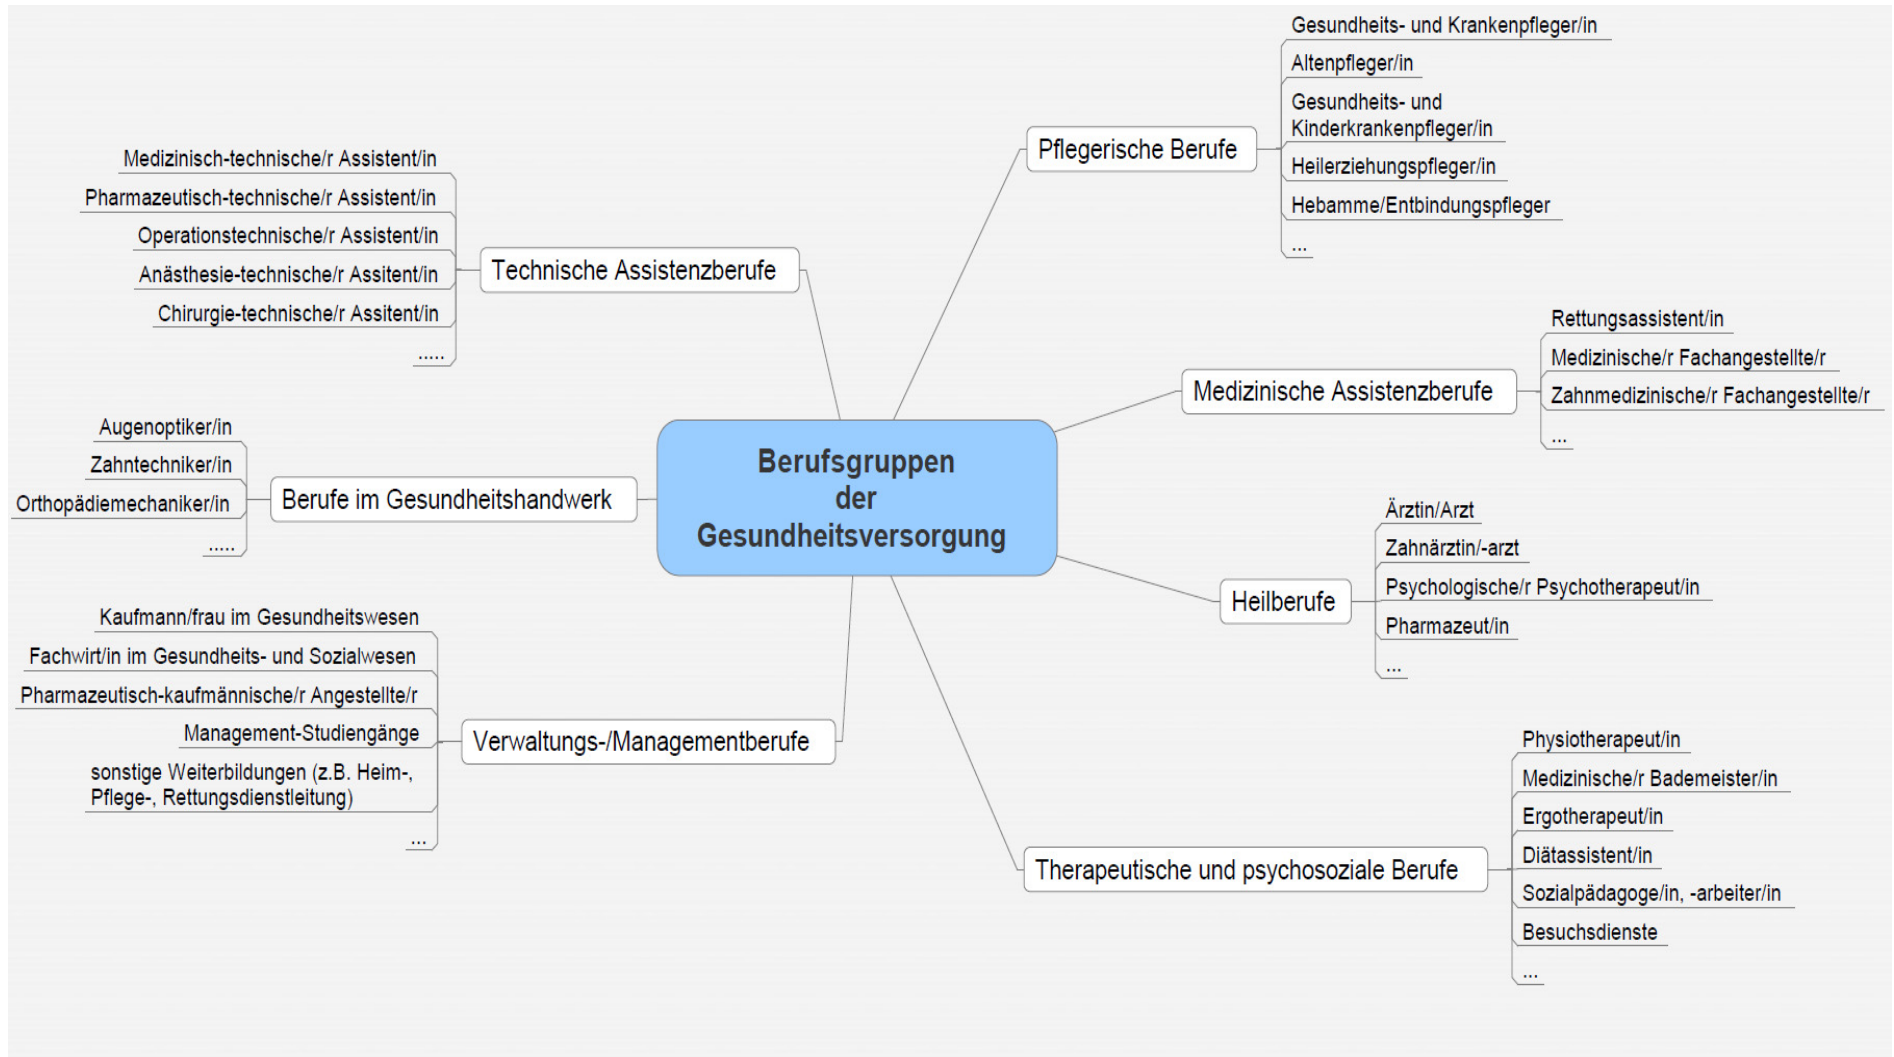 Berufsgruppen
der
Gesundheitsversorgung
Pflegerische Berufe
Gesundheits- und Krankenpfleger/in
Altenpfleger/in
Gesundheits- und
Kinderkrankenpfleger/in
Heilerziehungspfleger/in
Hebamme/Entbindungspfleger
...
Medizinische Assistenzberufe
Rettungsassistent/in
Medizinische/r Fachangestellte/r
Zahnmedizinische/r Fachangestellte/r
...
Heilberufe
Ärztin/Arzt
Zahnärztin/-arzt
Psychologische/r Psychotherapeut/in
Pharmazeut/in
...
Therapeutische und psychosoziale Berufe
Physiotherapeut/in
Medizinische/r Bademeister/in
Ergotherapeut/in
Diätassistent/in
Sozialpädagoge/in, -arbeiter/in
Besuchsdienste
...
Technische Assistenzberufe
Medizinisch-technische/r Assistent/in
Pharmazeutisch-technische/r Assistent/in
Operationstechnische/r Assistent/in
Anästhesie-technische/r Assitent/in
Chirurgie-technische/r Assitent/in
.....
Berufe im Gesundheitshandwerk
Augenoptiker/in
Zahntechniker/in
Orthopädiemechaniker/in
.....
Verwaltungs-/Managementberufe
Kaufmann/frau im Gesundheitswesen
Fachwirt/in im Gesundheits- und Sozialwesen
Pharmazeutisch-kaufmännische/r Angestellte/r
Management-Studiengänge
sonstige Weiterbildungen (z.B. Heim-,
Pflege-, Rettungsdienstleitung)
...